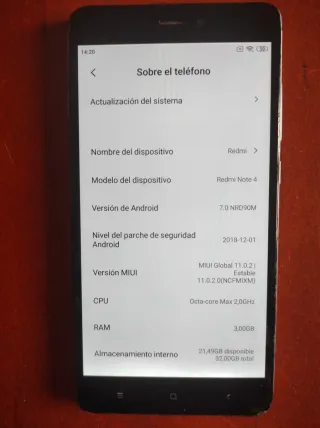 14:20
Sobre el teléfono
Actualización del sistema
Nombre del dispositivo Redmi
Modelo del dispositivo Redmi Note 4
Versión de Android 7.0 NRD90M
Nivel del parche de seguridad
Android 2018-12-01
Versión MIUI MIUI Global 11.0.2 |
Estable
11.0.2.0(NCFMIXM)
CPU Octa-core Max 2,0GHz
RAM 3,00GB
Almacenamiento interno 21,49GB disponible
32,00GB total